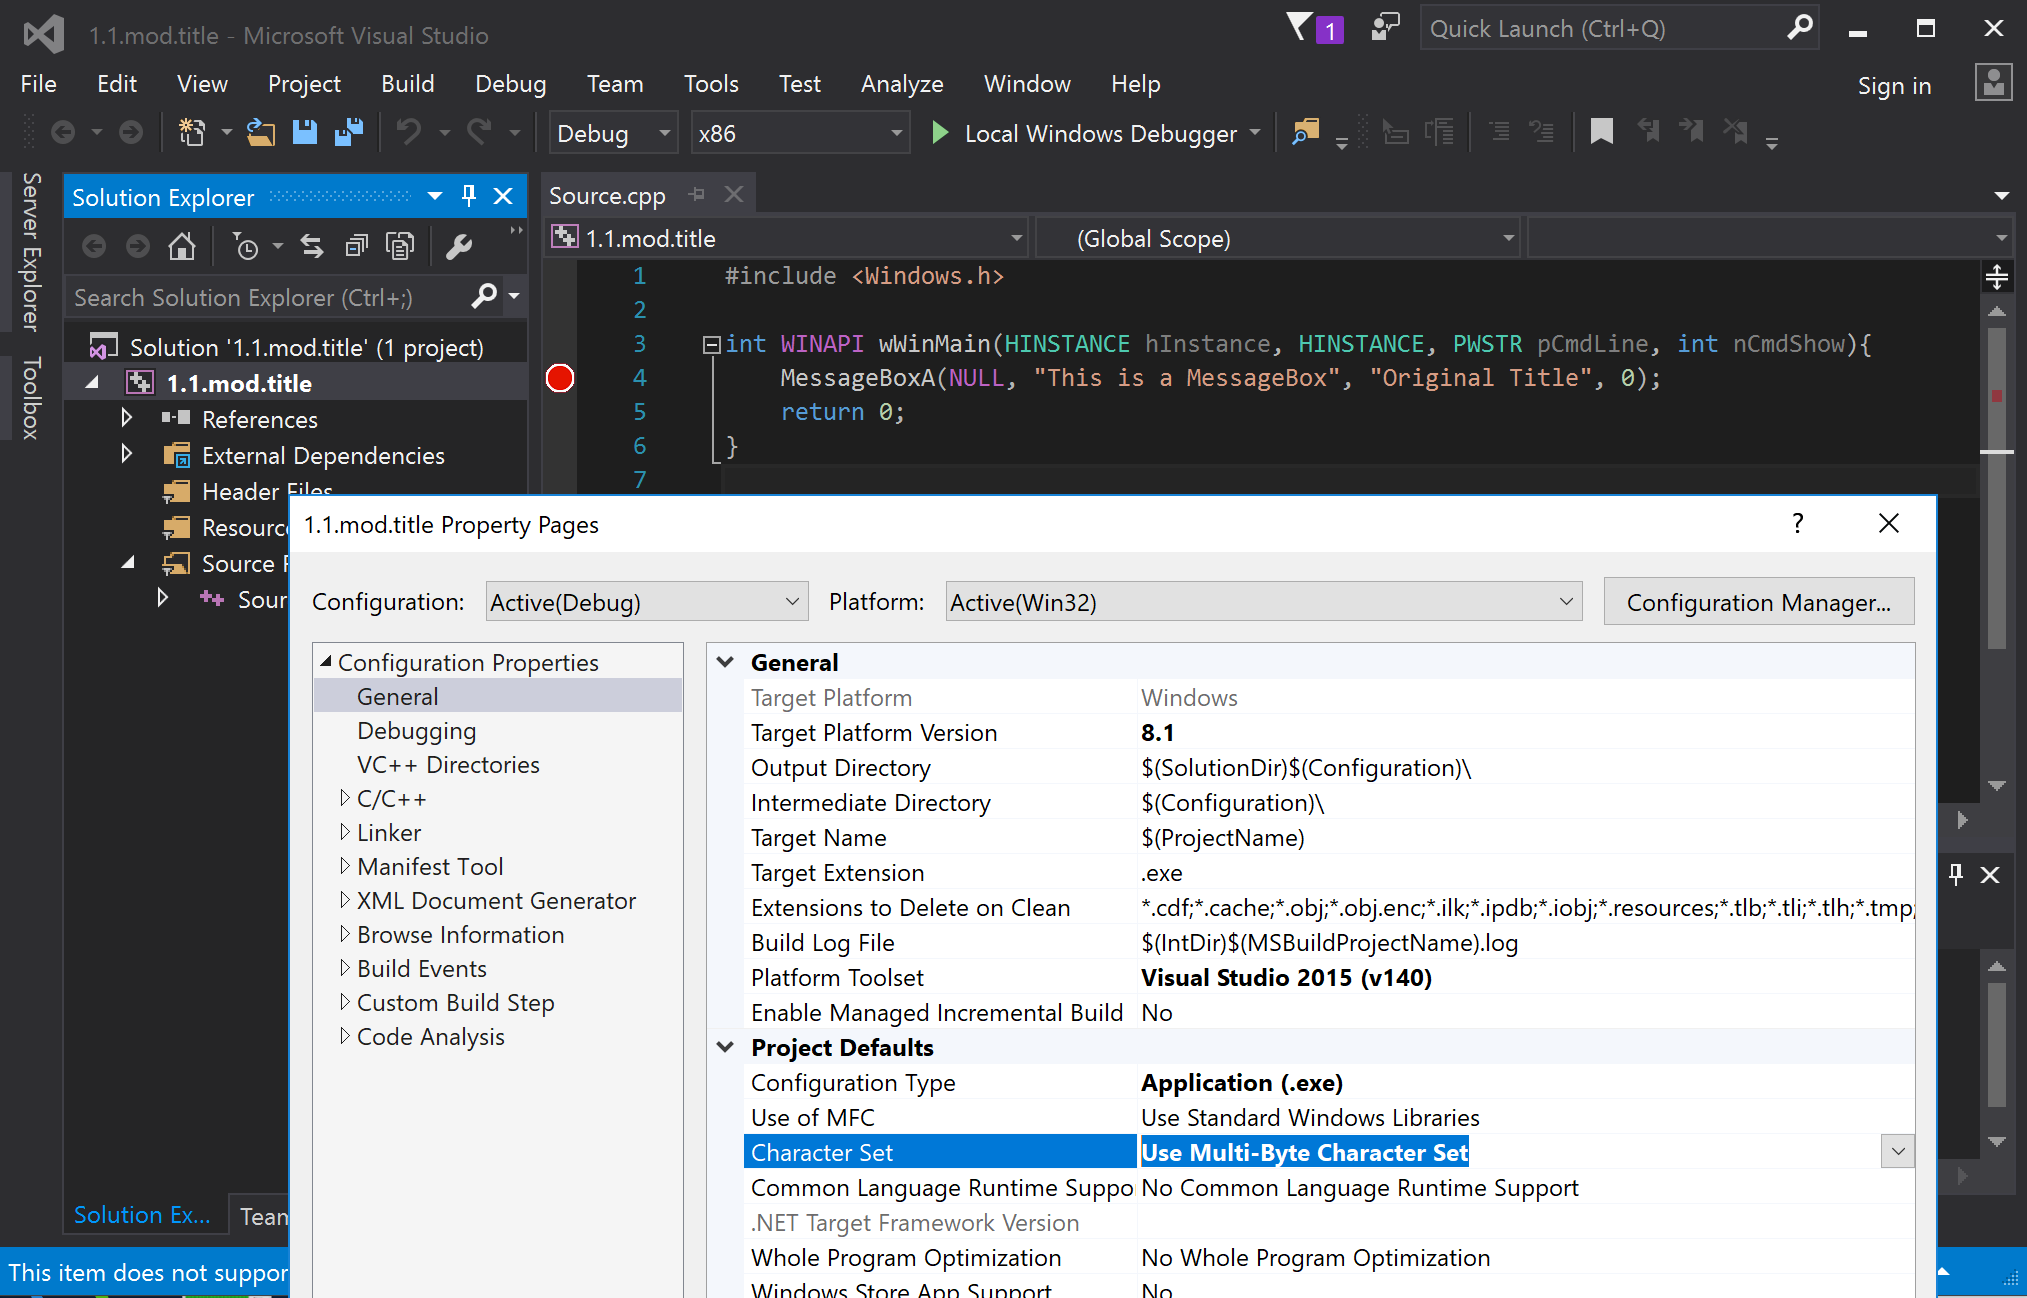 1.1.mod.title - Microsoft Visual Studio
1
Quick Launch (Ctrl+Q)
File Edit View Project Build Debug Team Tools Test Analyze Window Help
Sign in
Debug x86 Local Windows Debugger
Server Explorer
Toolbox
Solution Explorer
Search Solution Explorer (Ctrl+;)
Solution '1.1.mod.title' (1 project)
1.1.mod.title
References
External Dependencies
Header Files
Resourc
Source F
Sour
Source.cpp
1.1.mod.title (Global Scope)
1 #include <Windows.h>
2
3 int WINAPI wWinMain(HINSTANCE hInstance, HINSTANCE, PWSTR pCmdLine, int nCmdShow){
4 MessageBoxA(NULL, "This is a MessageBox", "Original Title", 0);
5 return 0;
6 }
7
1.1.mod.title Property Pages
?
Configuration: Active(Debug) Platform: Active(Win32) Configuration Manager...
Configuration Properties
General
Debugging
VC++ Directories
C/C++
Linker
Manifest Tool
XML Document Generator
Browse Information
Build Events
Custom Build Step
Code Analysis
General
Target Platform Windows
Target Platform Version 8.1
Output Directory $(SolutionDir)$(Configuration)\
Intermediate Directory $(Configuration)\
Target Name $(ProjectName)
Target Extension .exe
Extensions to Delete on Clean *.cdf;*.cache;*.obj;*.obj.enc;*.ilk;*.ipdb;*.iobj;*.resources;*.tlb;*.tli;*.tlh;*.tmp;
Build Log File $(IntDir)$(MSBuildProjectName).log
Platform Toolset Visual Studio 2015 (v140)
Enable Managed Incremental Build No
Project Defaults
Configuration Type Application (.exe)
Use of MFC Use Standard Windows Libraries
Character Set Use Multi-Byte Character Set
Common Language Runtime Suppo No Common Language Runtime Support
.NET Target Framework Version
Whole Program Optimization No Whole Program Optimization
Windows Store App Support No
Solution Ex... Team
This item does not suppor